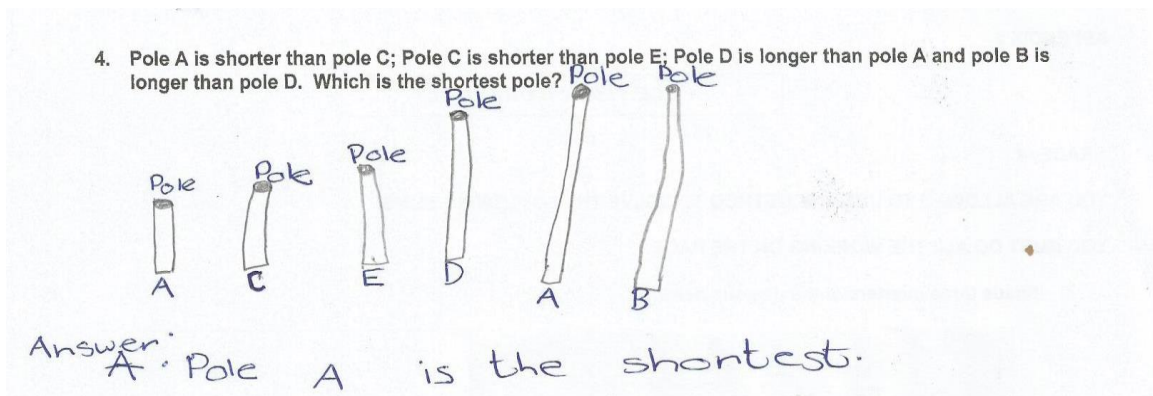 4. Pole A is shorter than pole C; Pole C is shorter than pole E; Pole D is longer than pole A and pole B is
longer than pole D. Which is the shortest pole?
Pole Pole
Pole
Pole
Pole
Pole
A C E D A B
Answer:
A. Pole A is the shortest.